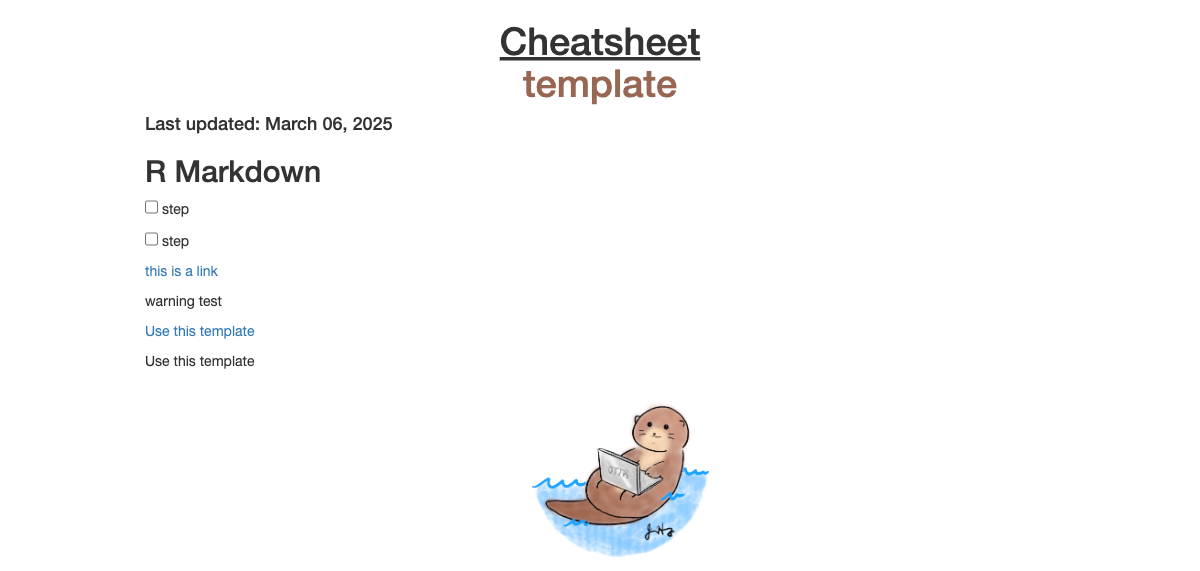 Cheatsheet
template
Last updated: March 06, 2025
R Markdown
step
step
this is a link
warning test
Use this template
Use this template
OTTR